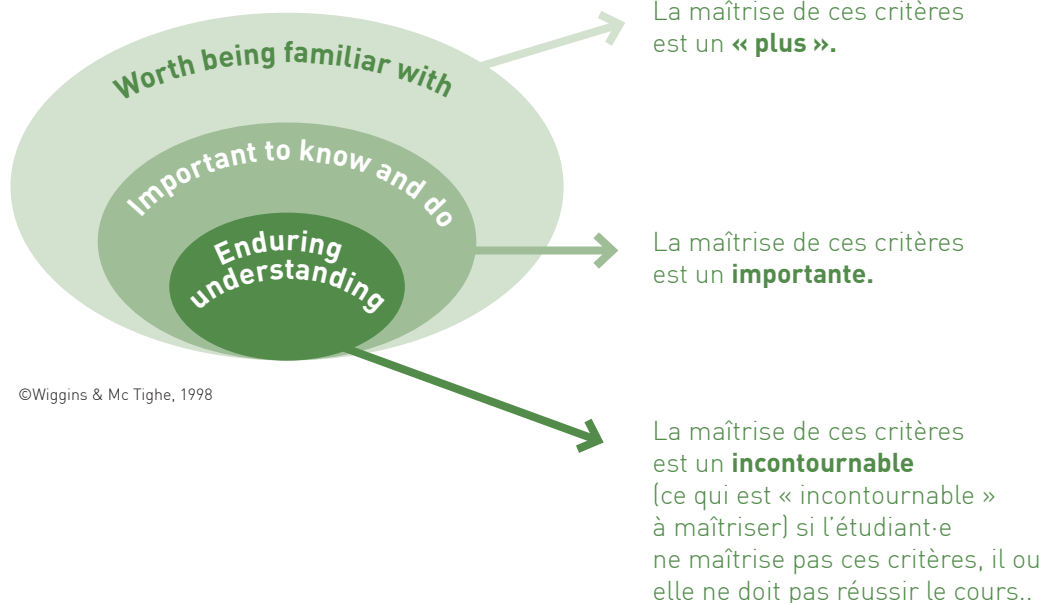 Worth being familiar with
La maîtrise de ces critères
est un « plus ».
Important to know and do
La maîtrise de ces critères
est un importante.
Enduring
understanding
©Wiggins & Mc Tighe, 1998
La maîtrise de ces critères
est un incontournable
(ce qui est « incontournable »
à maîtriser) si l’étudiant·e
ne maîtrise pas ces critères, il ou
elle ne doit pas réussir le cours..